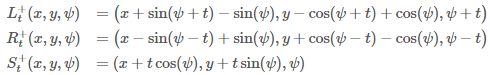 L_t^+(x, y, ψ) = (x + sin(ψ + t) − sin(ψ), y − cos(ψ + t) + cos(ψ), ψ + t)
R_t^+(x, y, ψ) = (x − sin(ψ − t) + sin(ψ), y + cos(ψ − t) − cos(ψ), ψ − t)
S_t^+(x, y, ψ) = (x + t cos(ψ), y + t sin(ψ), ψ)